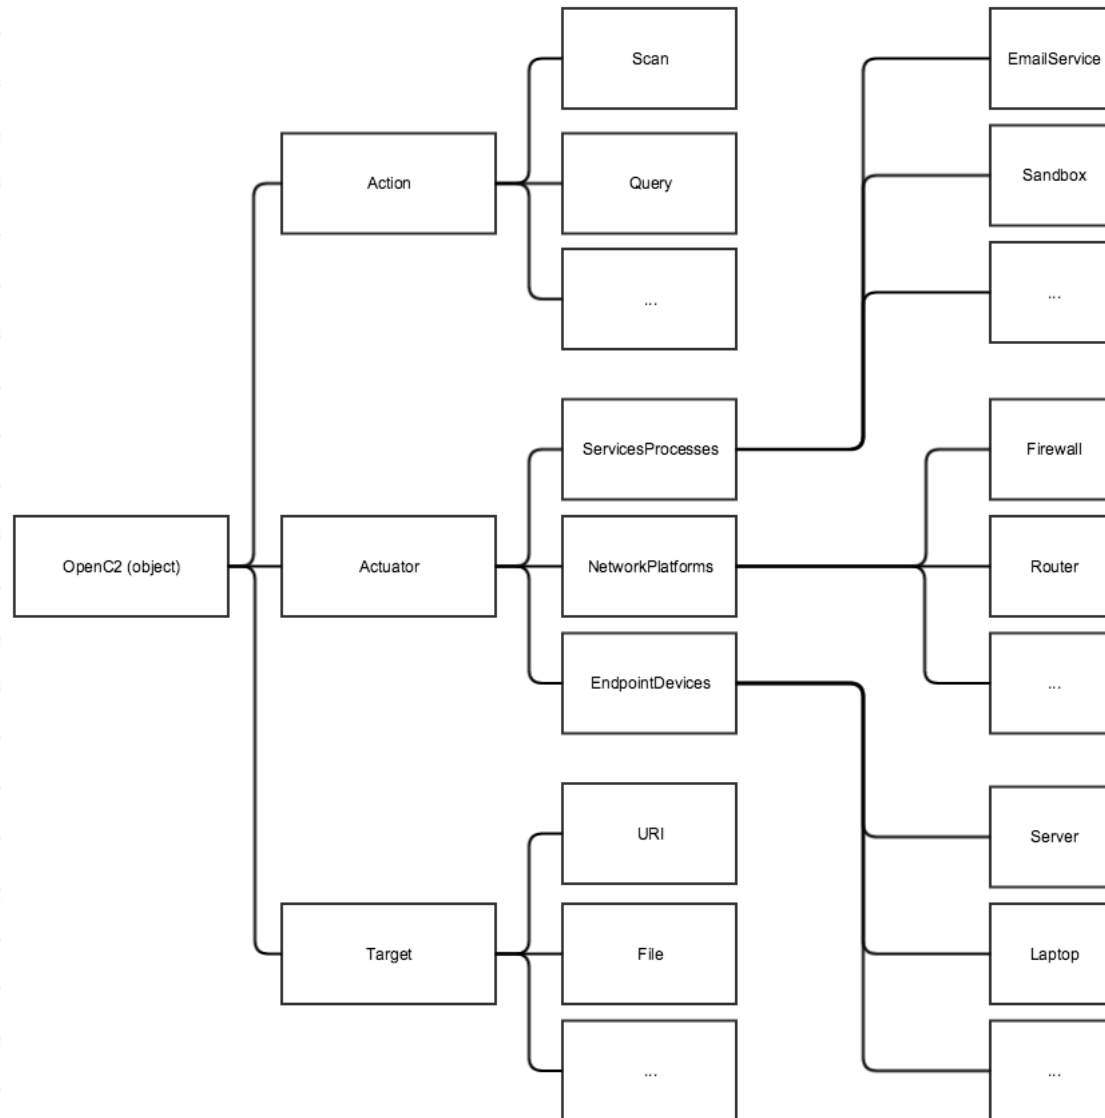 Scan
EmailService
Action
Query
Sandbox
...
...
ServicesProcesses
Firewall
OpenC2 (object)
Actuator
NetworkPlatforms
Router
EndpointDevices
...
URI
Server
Target
File
Laptop
...
...